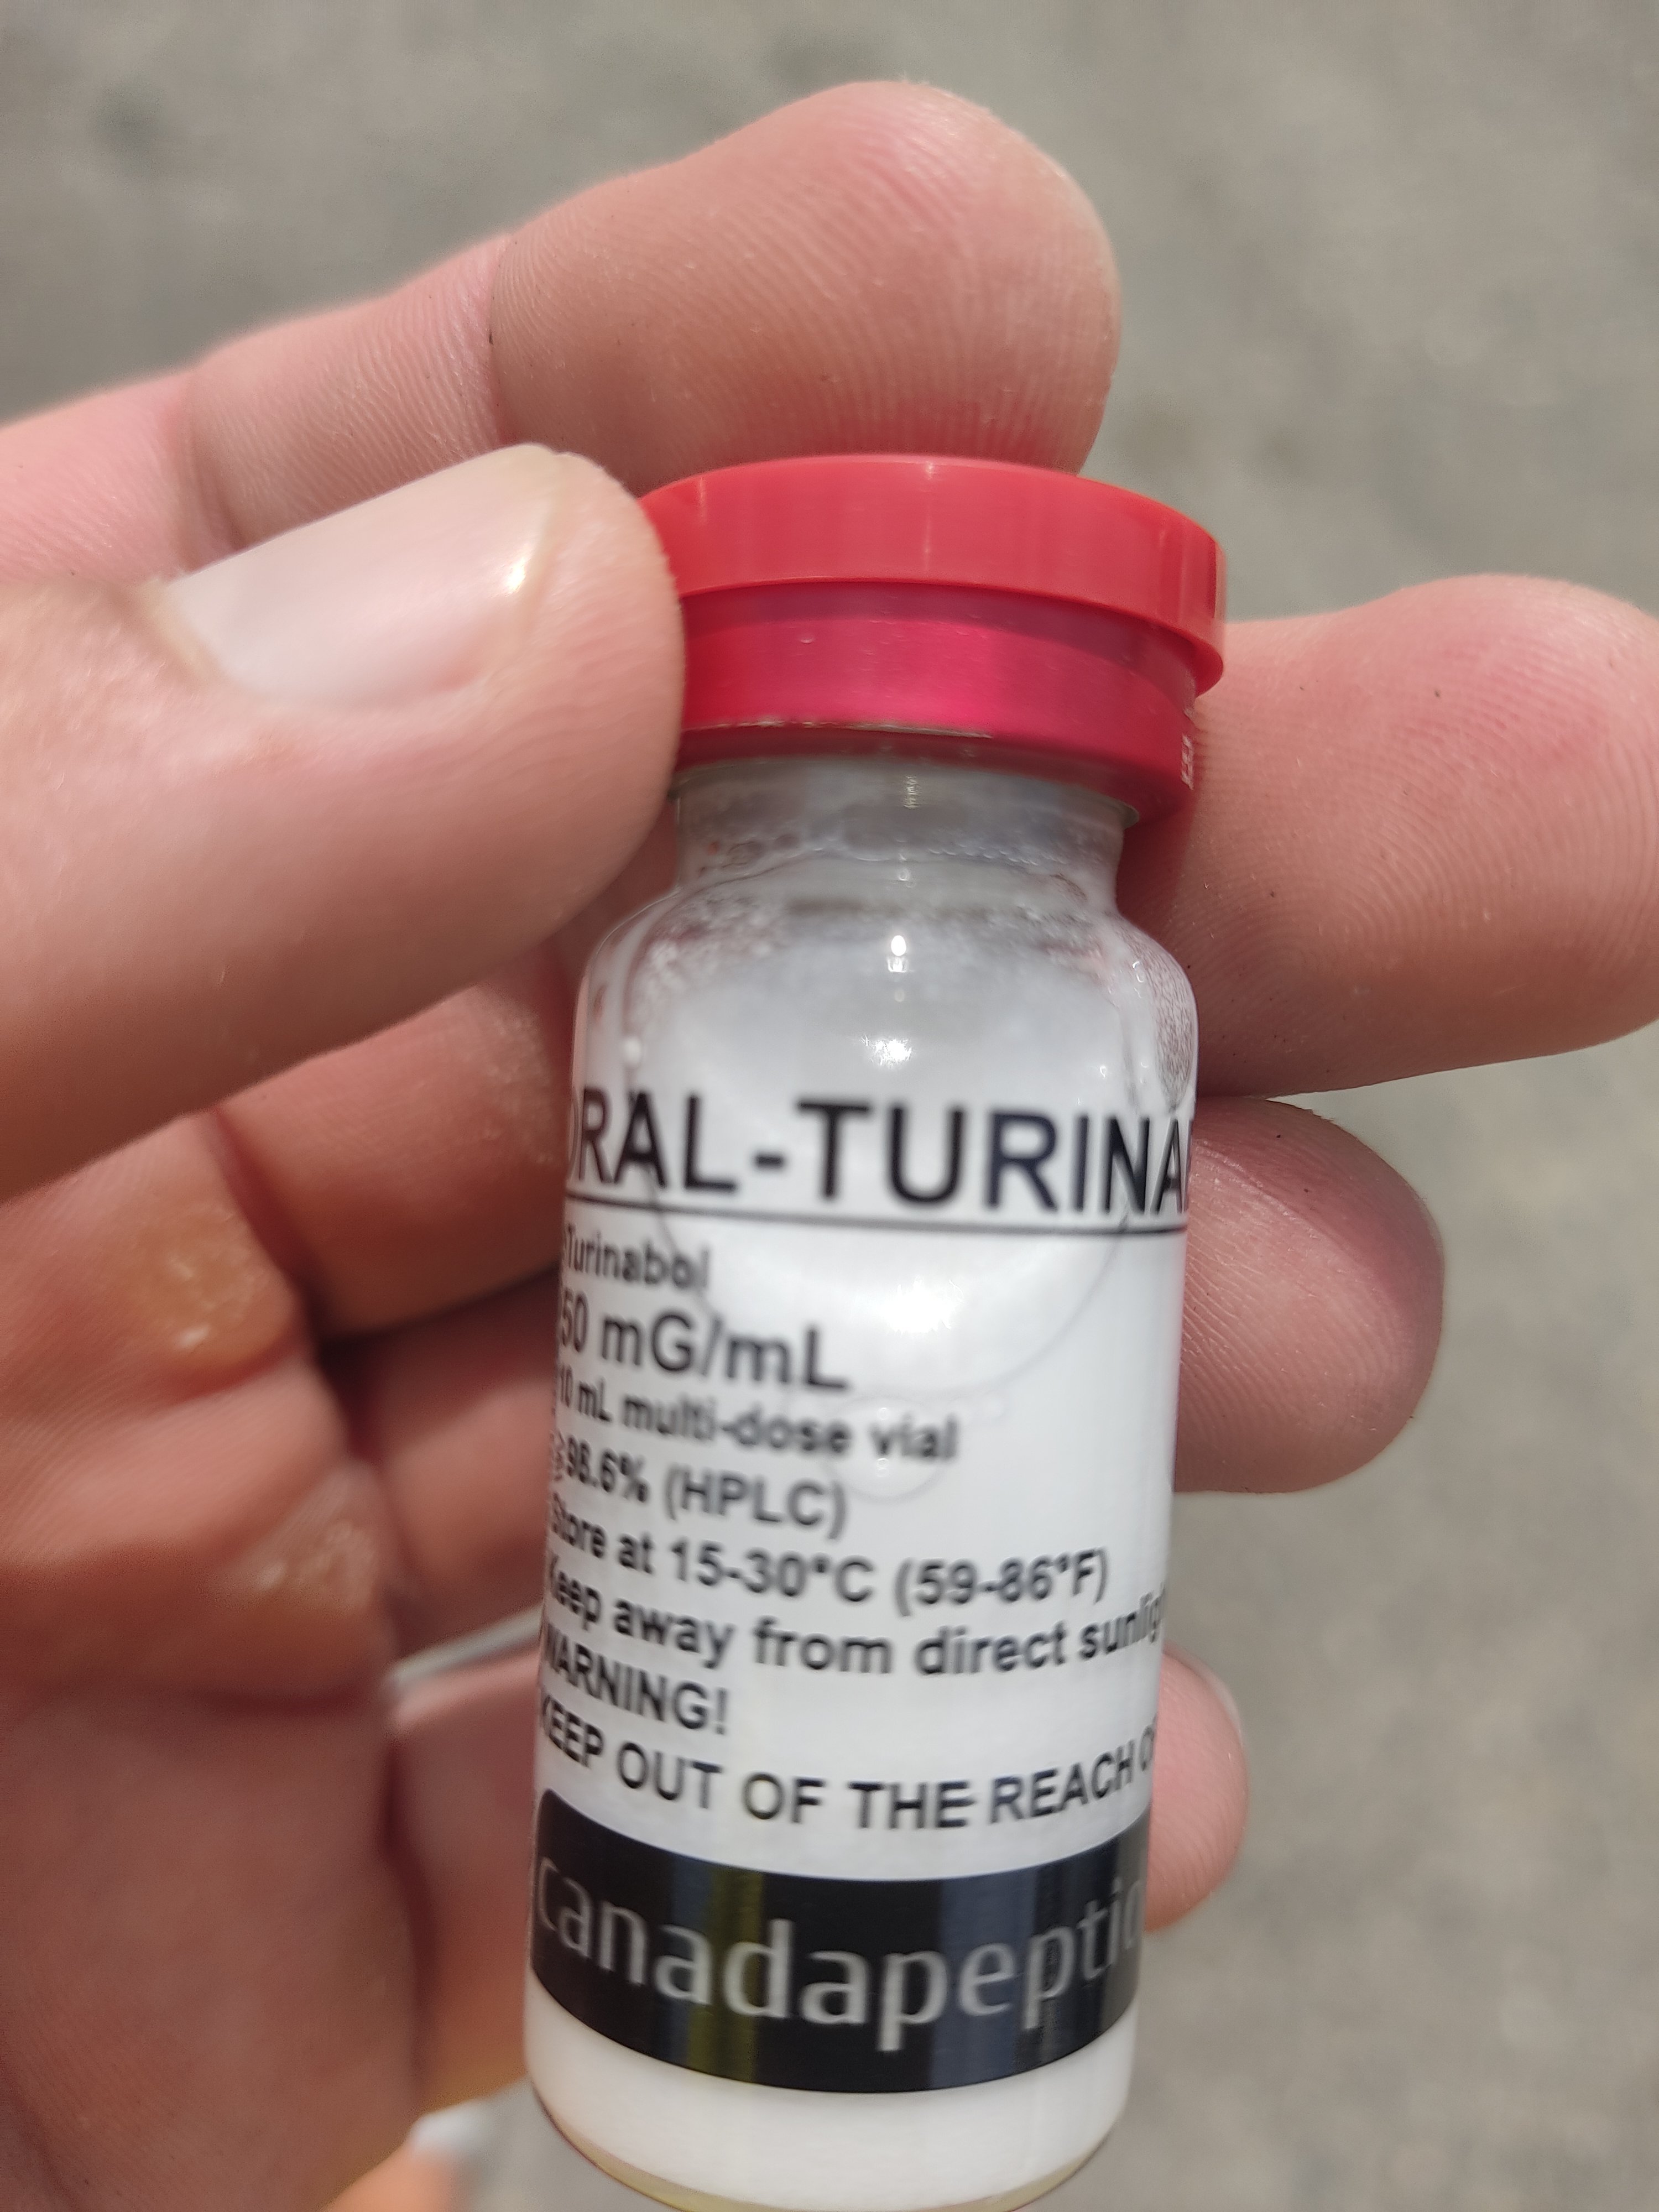 ORAL-TURINA
Turinabol
50 mG/mL
10 mL multi-dose vial
≥98.6% (HPLC)
Store at 15-30°C (59-86°F)
Keep away from direct sunlig
WARNING!
KEEP OUT OF THE REACH O
canadapeptid